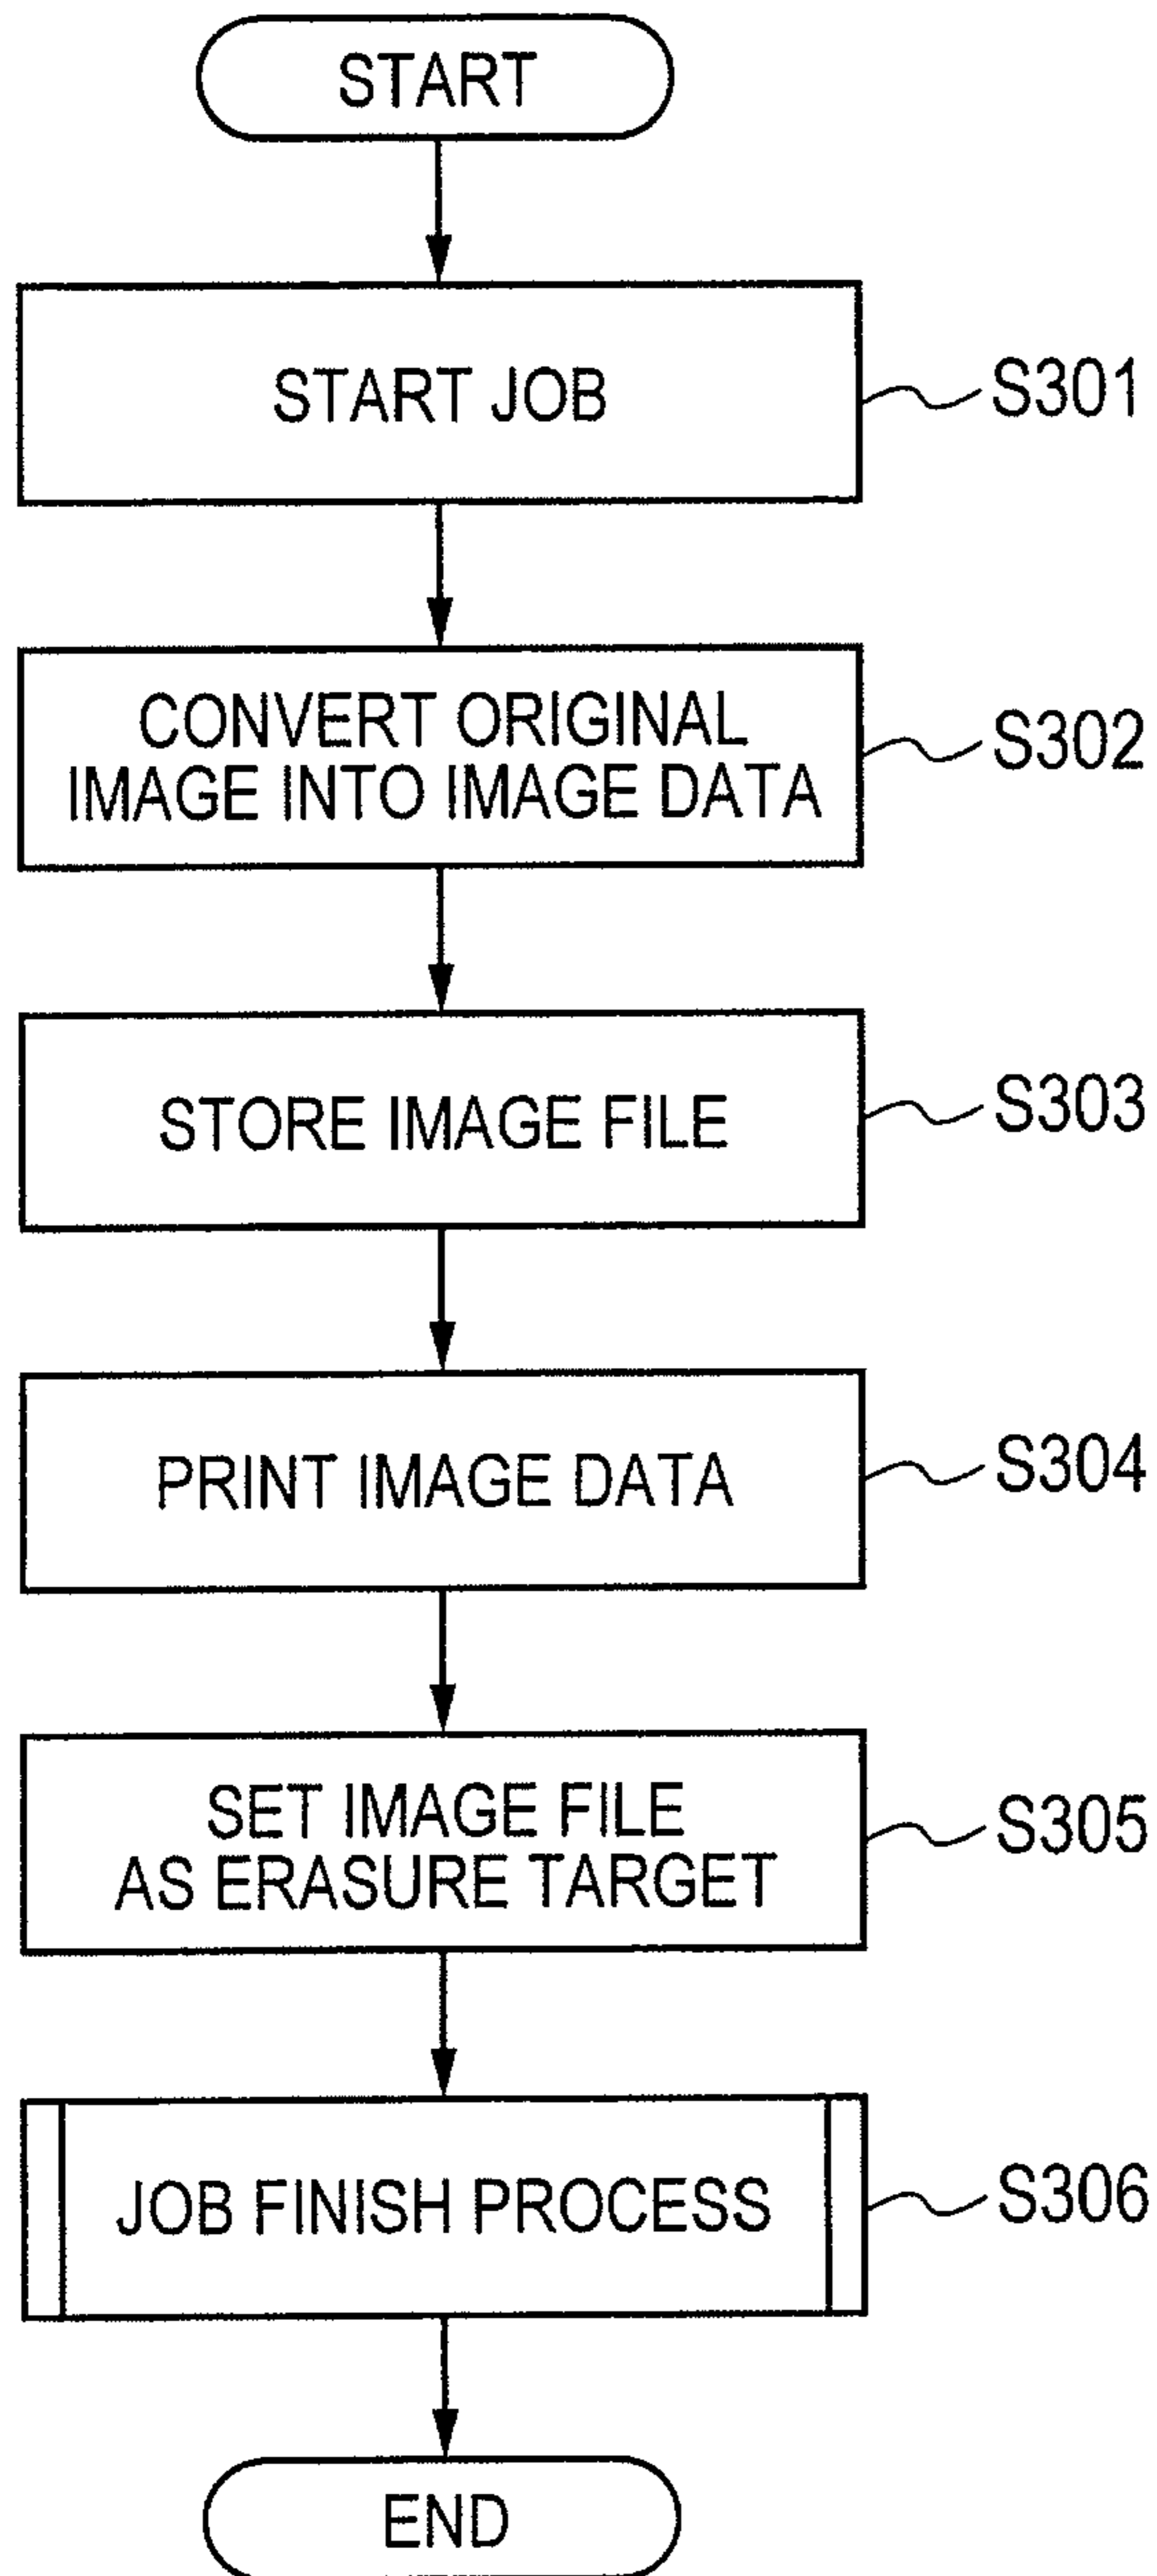 START
START JOB
S301
CONVERT ORIGINAL
IMAGE INTO IMAGE DATA
S302
STORE IMAGE FILE
S303
PRINT IMAGE DATA
S304
SET IMAGE FILE
AS ERASURE TARGET
S305
JOB FINISH PROCESS
S306
END